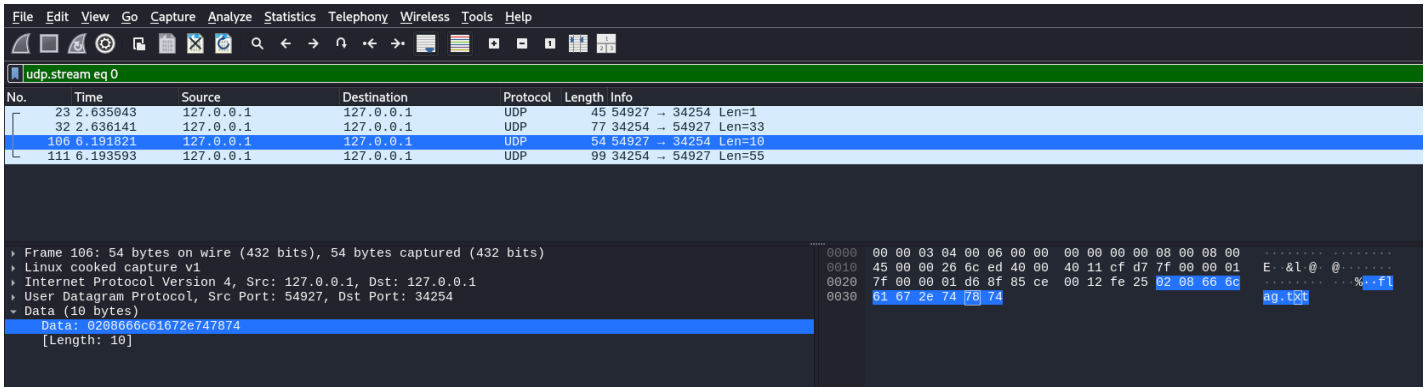 File Edit View Go Capture Analyze Statistics Telephony Wireless Tools Help
udp.stream eq 0
No. Time Source Destination Protocol Length Info
23 2.635043 127.0.0.1 127.0.0.1 UDP 45 54927 → 34254 Len=1
32 2.636141 127.0.0.1 127.0.0.1 UDP 77 34254 → 54927 Len=33
106 6.191821 127.0.0.1 127.0.0.1 UDP 54 54927 → 34254 Len=10
111 6.193593 127.0.0.1 127.0.0.1 UDP 99 34254 → 54927 Len=55
Frame 106: 54 bytes on wire (432 bits), 54 bytes captured (432 bits)
Linux cooked capture v1
Internet Protocol Version 4, Src: 127.0.0.1, Dst: 127.0.0.1
User Datagram Protocol, Src Port: 54927, Dst Port: 34254
Data (10 bytes)
Data: 0208666c61672e747874
[Length: 10]
0000 00 00 03 04 00 06 00 00 00 00 00 00 08 00 08 00 ········ ········
0010 45 00 00 26 6c ed 40 00 40 11 cf d7 7f 00 00 01 E··&l·@· @·······
0020 7f 00 00 01 d6 8f 85 ce 00 12 fe 25 02 08 66 6c ········ ···%··fl
0030 61 67 2e 74 78 74 ag.txt